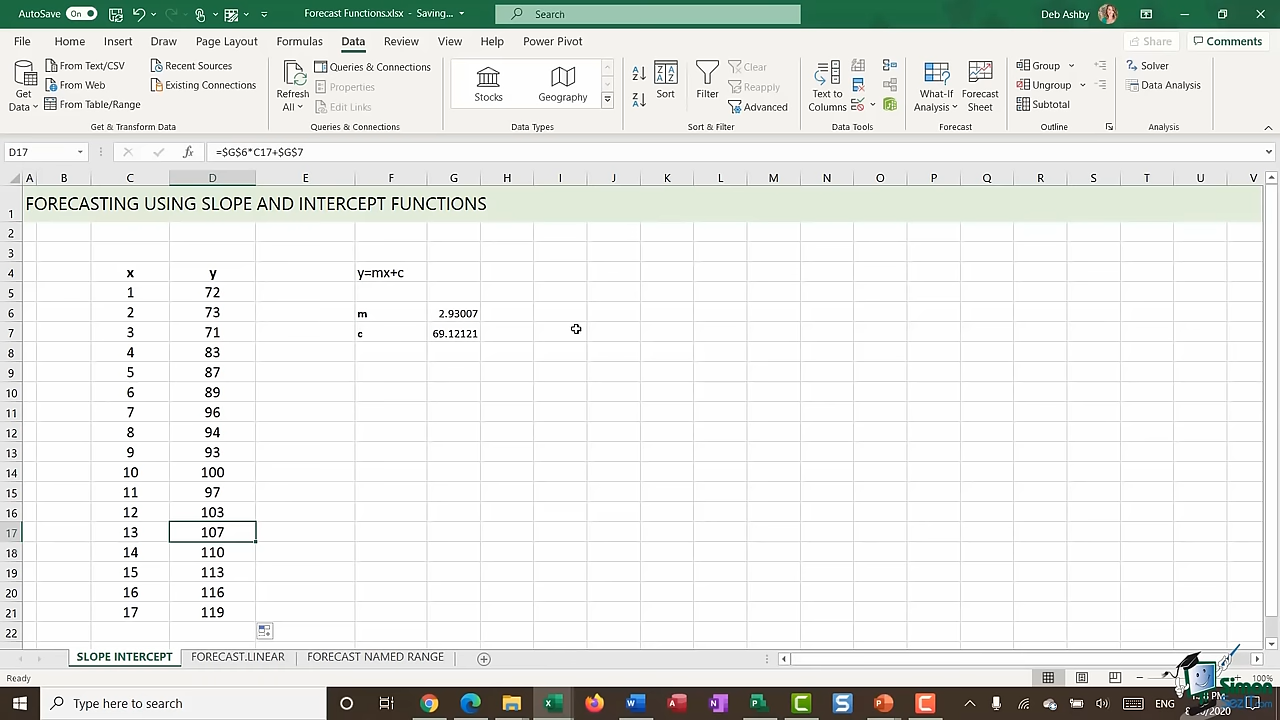 AutoSave On Forecast Functions.xlsx - Saving... Search Deb Ashby
File Home Insert Draw Page Layout Formulas Data Review View Help Power Pivot Share Comments
Get Data
From Text/CSV
From Web
From Table/Range
Recent Sources
Existing Connections
Get & Transform Data
Refresh All
Queries & Connections
Properties
Edit Links
Queries & Connections
Stocks Geography
Data Types
Sort
Filter
Clear
Reapply
Advanced
Sort & Filter
Text to Columns
Data Tools
What-If Analysis
Forecast Sheet
Forecast
Group
Ungroup
Subtotal
Outline
Solver
Data Analysis
Analysis
D17 fx =$G$6*C17+$G$7
A B C D E F G H I J K L M N O P Q R S T U V
1 FORECASTING USING SLOPE AND INTERCEPT FUNCTIONS
2
3
4 x y y=mx+c
5 1 72
6 2 73 m 2.93007
7 3 71 c 69.12121
8 4 83
9 5 87
10 6 89
11 7 96
12 8 94
13 9 93
14 10 100
15 11 97
16 12 103
17 13 107
18 14 110
19 15 113
20 16 116
21 17 119
22
SLOPE INTERCEPT FORECAST.LINEAR FORECAST NAMED RANGE
Ready 100%
Type here to search ENG